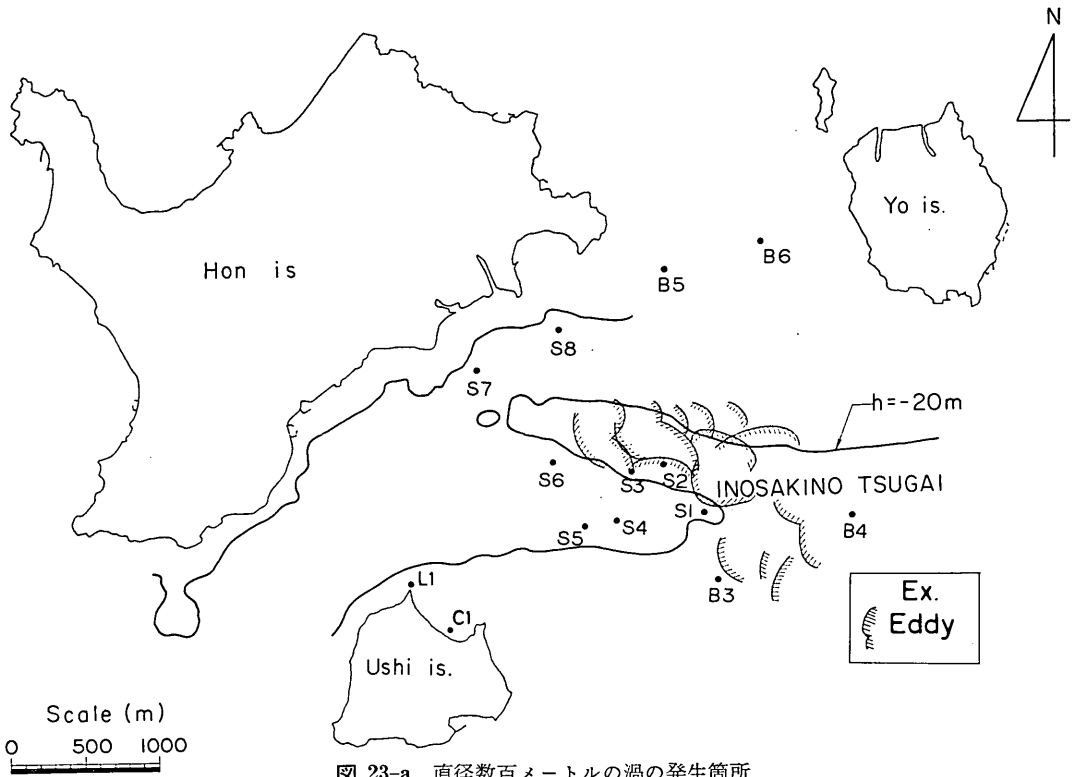 N
Yo is.
Hon is
B6
B5
S8
S7
h=-20m
S6
S3
S2
INOSAKINO TSUGAI
S1
S4
S5
B4
L1
B3
Ex.
Eddy
C1
Ushi is.
Scale (m)
0 500 1000
図 23-a 直径数百メートルの渦の発生箇所